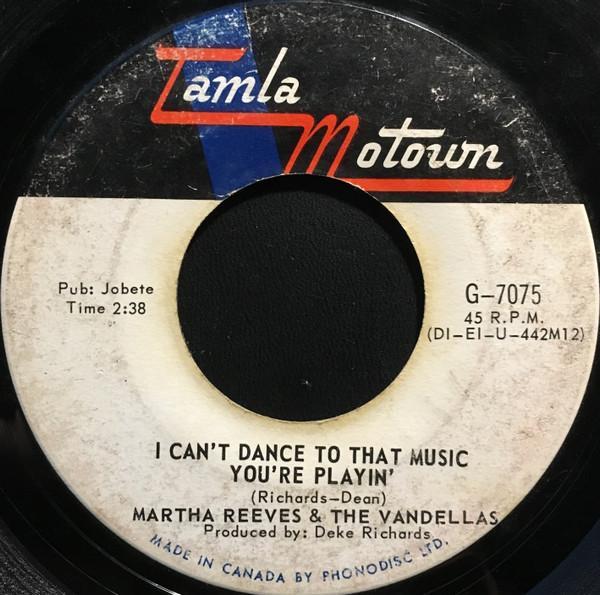 Tamla
Motown
Pub: Jobete
Time 2:38
G-7075
45 R.P.M.
(DI-EI-U-442M12)
I CAN'T DANCE TO THAT MUSIC
YOU'RE PLAYIN'
(Richards-Dean)
MARTHA REEVES & THE VANDELLAS
Produced by: Deke Richards
MADE IN CANADA BY PHONODISC LTD.